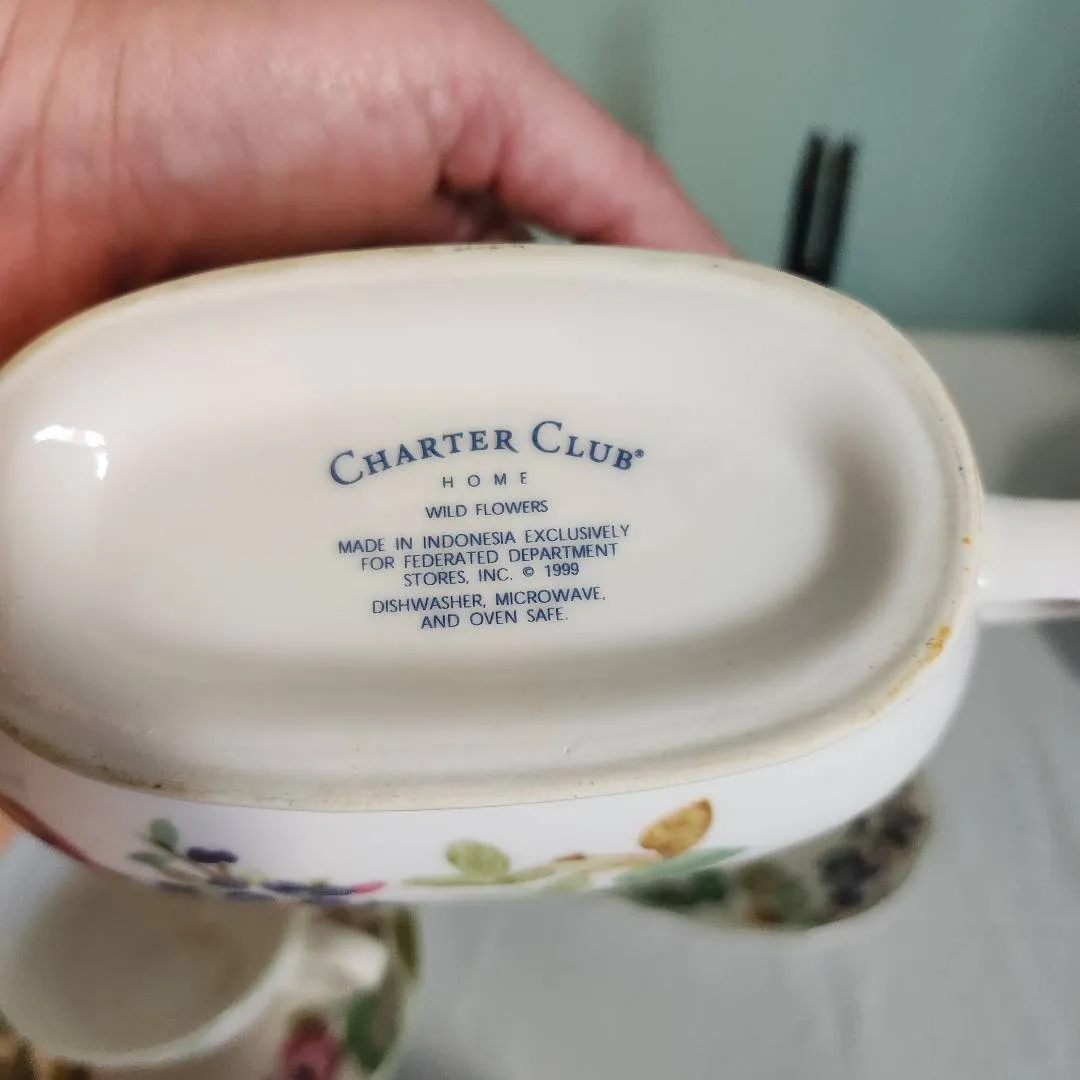 CHARTER CLUB®
HOME
WILD FLOWERS
MADE IN INDONESIA EXCLUSIVELY
FOR FEDERATED DEPARTMENT
STORES, INC. © 1999
DISHWASHER, MICROWAVE,
AND OVEN SAFE.